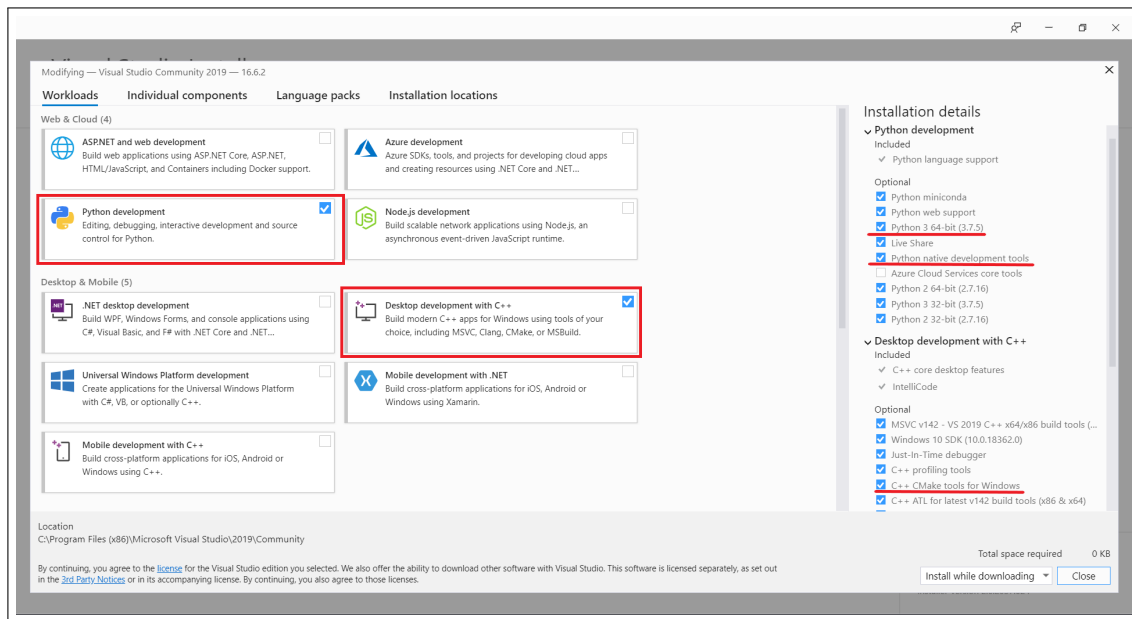 Modifying — Visual Studio Community 2019 — 16.6.2
Workloads Individual components Language packs Installation locations
Web & Cloud (4)
ASP.NET and web development
Build web applications using ASP.NET Core, ASP.NET,
HTML/JavaScript, and Containers including Docker support.
Azure development
Azure SDKs, tools, and projects for developing cloud apps
and creating resources using .NET Core and .NET...
Python development
Editing, debugging, interactive development and source
control for Python.
Node.js development
Build scalable network applications using Node.js, an
asynchronous event-driven JavaScript runtime.
Desktop & Mobile (5)
.NET desktop development
Build WPF, Windows Forms, and console applications using
C#, Visual Basic, and F# with .NET Core and .NET...
Desktop development with C++
Build modern C++ apps for Windows using tools of your
choice, including MSVC, Clang, CMake, or MSBuild.
Universal Windows Platform development
Create applications for the Universal Windows Platform
with C#, VB, or optionally C++.
Mobile development with .NET
Build cross-platform applications for iOS, Android or
Windows using Xamarin.
Mobile development with C++
Build cross-platform applications for iOS, Android or
Windows using C++.
Installation details
Python development
Included
Python language support
Optional
Python miniconda
Python web support
Python 3 64-bit (3.7.5)
Live Share
Python native development tools
Azure Cloud Services core tools
Python 2 64-bit (2.7.16)
Python 3 32-bit (3.7.5)
Python 2 32-bit (2.7.16)
Desktop development with C++
Included
C++ core desktop features
IntelliCode
Optional
MSVC v142 - VS 2019 C++ x64/x86 build tools (...
Windows 10 SDK (10.0.18362.0)
Just-In-Time debugger
C++ profiling tools
C++ CMake tools for Windows
C++ ATL for latest v142 build tools (x86 & x64)
Location
C:\Program Files (x86)\Microsoft Visual Studio\2019\Community
By continuing, you agree to the license for the Visual Studio edition you selected. We also offer the ability to download other software with Visual Studio. This software is licensed separately, as set out
in the 3rd Party Notices or in its accompanying license. By continuing, you also agree to those licenses.
Total space required 0 KB
Install while downloading Close